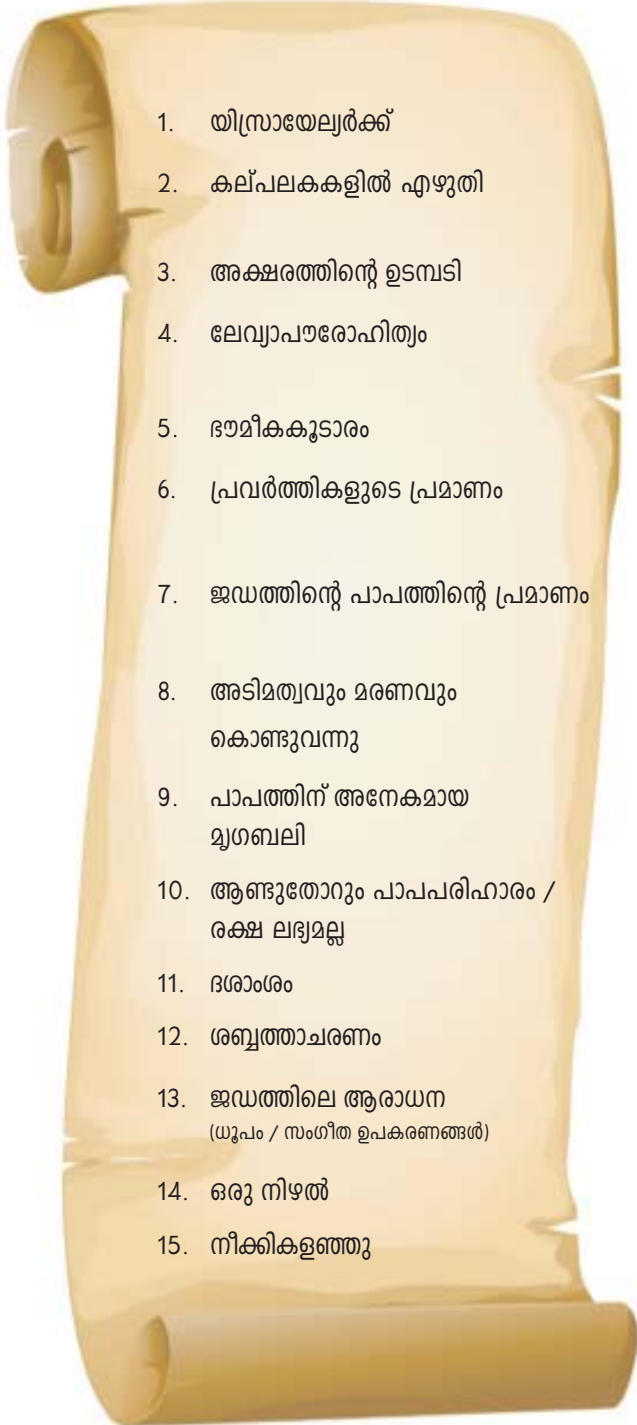 1. യിസ്രായേല്യർക്ക്
2. കല്പലകകളിൽ എഴുതി
3. അക്ഷരത്തിന്റെ ഉടമ്പടി
4. ലേവ്യാപൗരോഹിത്യം
5. ഭൗമീകകൂടാരം
6. പ്രവർത്തികളുടെ പ്രമാണം
7. ജഡത്തിന്റെ പാപത്തിന്റെ പ്രമാണം
8. അടിമത്വവും മരണവും
കൊണ്ടുവന്നു
9. പാപത്തിന് അനേകമായ
മൃഗബലി
10. ആണ്ടുതോറും പാപപരിഹാരം /
രക്ഷ ലഭ്യമല്ല
11. ദശാംശം
12. ശബ്ബത്താചരണം
13. ജഡത്തിലെ ആരാധന
(ധൂപം / സംഗീത ഉപകരണങ്ങൾ)
14. ഒരു നിഴൽ
15. നീക്കികളഞ്ഞു